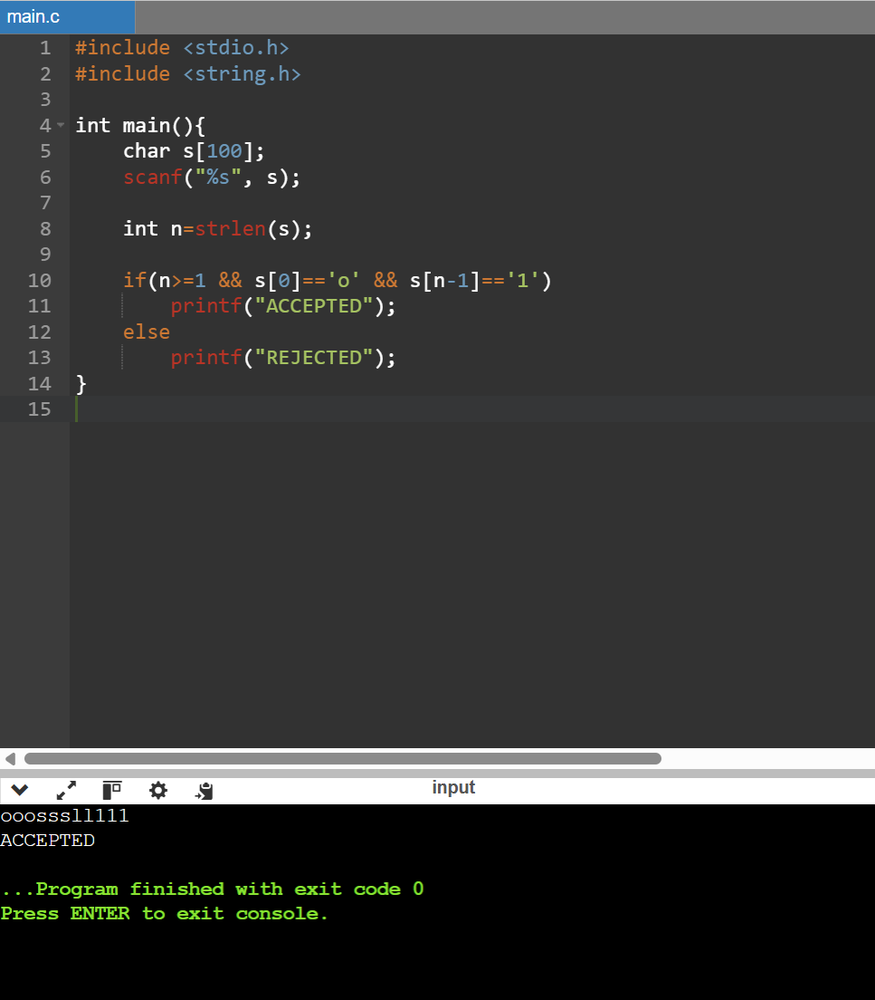 main.c
1 #include <stdio.h>
2 #include <string.h>
3
4 int main(){
5     char s[100];
6     scanf("%s", s);
7
8     int n=strlen(s);
9
10     if(n>=1 && s[0]=='o' && s[n-1]=='1')
11         printf("ACCEPTED");
12     else
13         printf("REJECTED");
14 }
15
input
ooosssll111
ACCEPTED
...Program finished with exit code 0
Press ENTER to exit console.